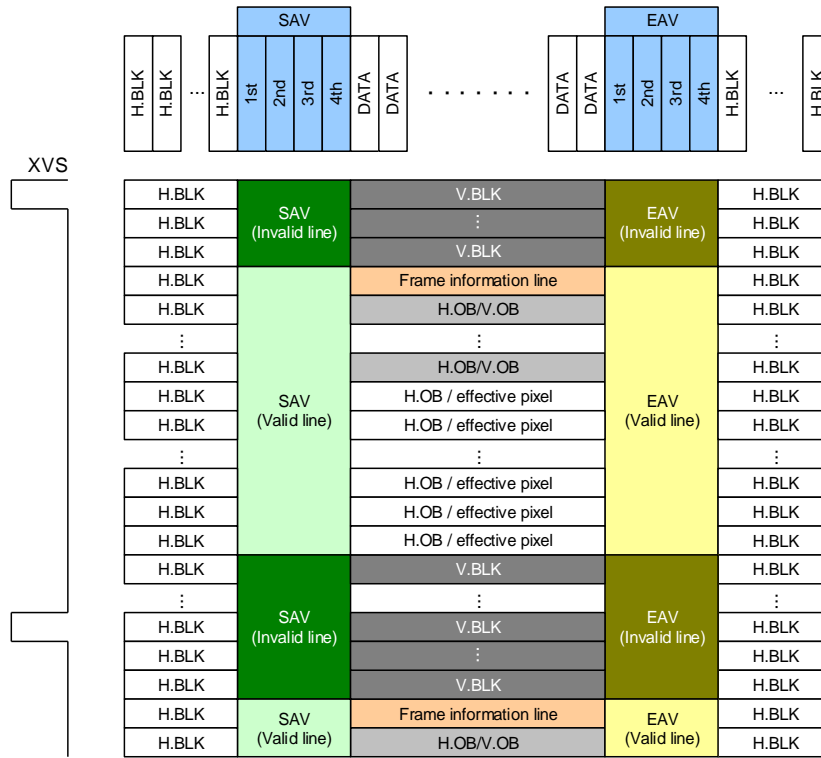 SAV EAV
H.BLK H.BLK ... H.BLK 1st 2nd 3rd 4th DATA DATA ....... DATA DATA 1st 2nd 3rd 4th H.BLK ... H.BLK
XVS
H.BLK V.BLK H.BLK
H.BLK SAV ⋮ EAV H.BLK
(Invalid line) (Invalid line)
H.BLK V.BLK H.BLK
H.BLK Frame information line H.BLK
H.BLK H.OB/V.OB H.BLK
⋮ ⋮ ⋮
H.BLK H.OB/V.OB H.BLK
H.BLK SAV H.OB / effective pixel EAV H.BLK
H.BLK (Valid line) H.OB / effective pixel (Valid line) H.BLK
⋮ ⋮ ⋮
H.BLK H.OB / effective pixel H.BLK
H.BLK H.OB / effective pixel H.BLK
H.BLK H.OB / effective pixel H.BLK
H.BLK V.BLK H.BLK
⋮ ⋮ ⋮
H.BLK SAV V.BLK EAV H.BLK
(Invalid line) (Invalid line)
H.BLK ⋮ H.BLK
H.BLK V.BLK H.BLK
H.BLK SAV Frame information line EAV H.BLK
H.BLK (Valid line) H.OB/V.OB (Valid line) H.BLK